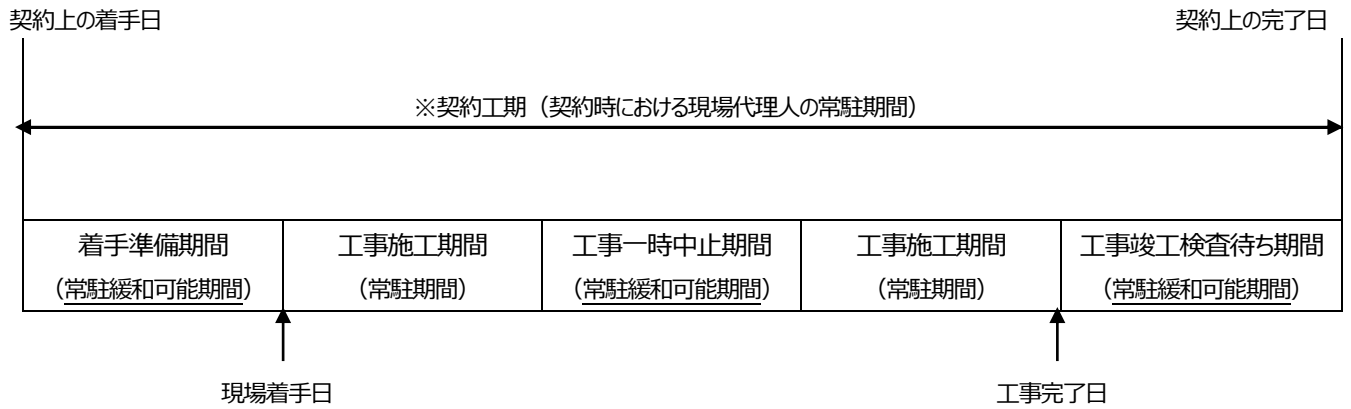 契約上の着手日
契約上の完了日
※契約工期（契約時における現場代理人の常駐期間）
着手準備期間
（常駐緩和可能期間）
工事施工期間
（常駐期間）
工事一時中止期間
（常駐緩和可能期間）
工事施工期間
（常駐期間）
工事竣工検査待ち期間
（常駐緩和可能期間）
現場着手日
工事完了日